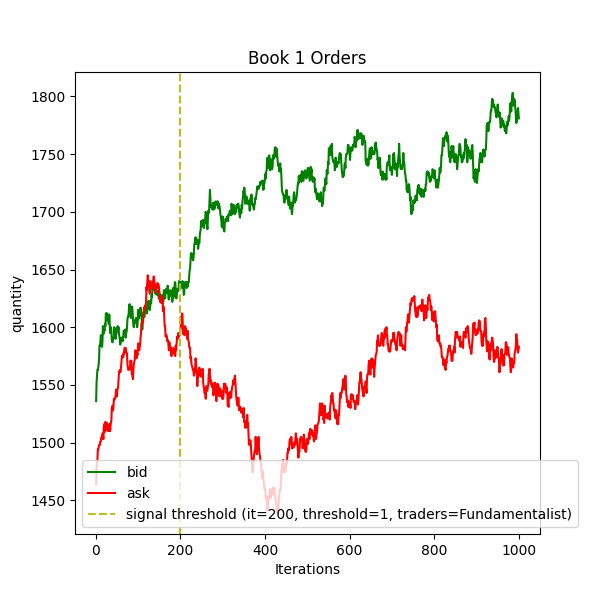 Book 1 Orders
quantity
1800
1750
1700
1650
1600
1550
1500
1450
bid
ask
signal threshold (it=200, threshold=1, traders=Fundamentalist)
0 200 400 600 800 1000
Iterations